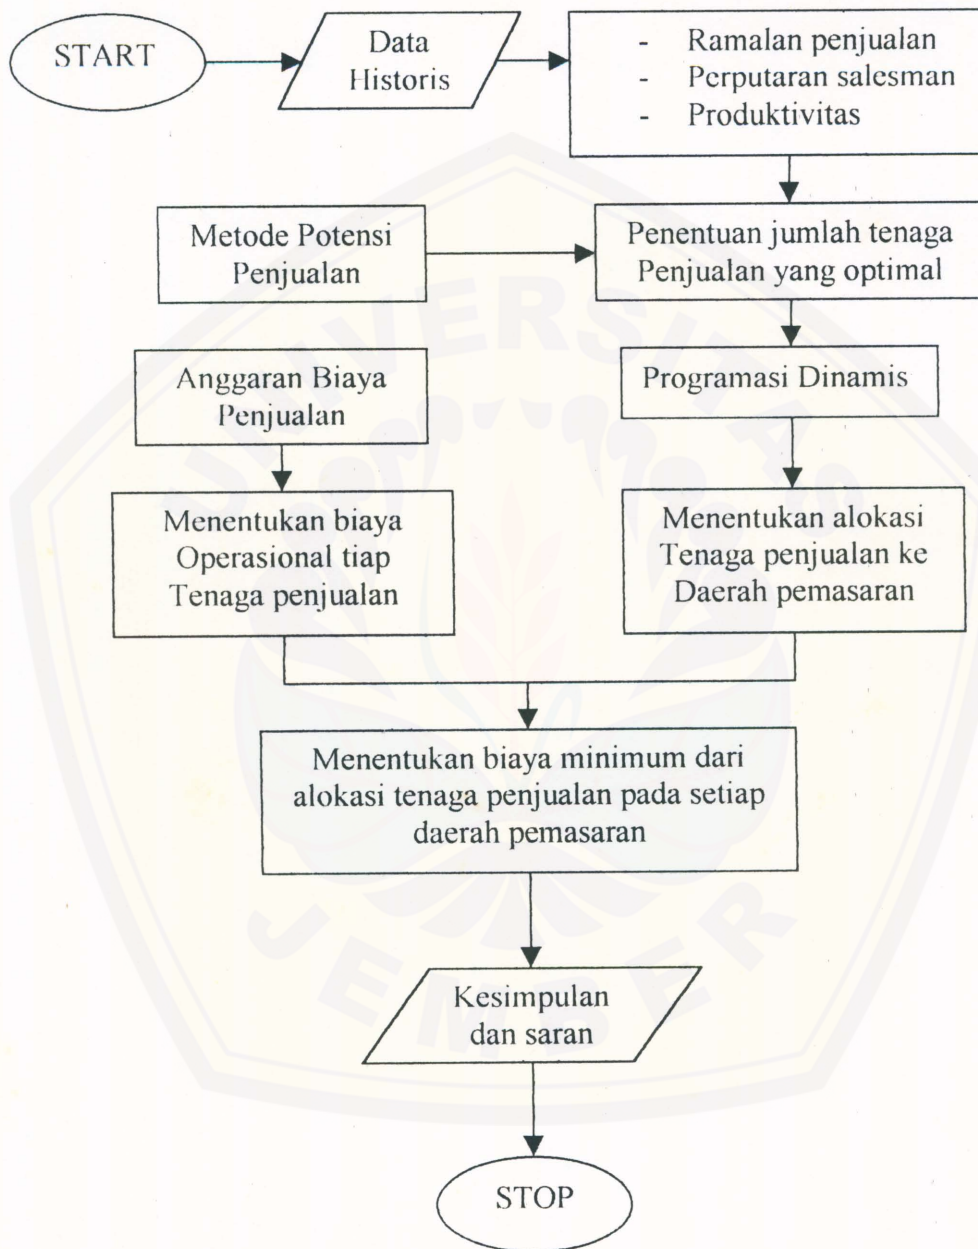 START
Data
Historis
- Ramalan penjualan
- Perputaran salesman
- Produktivitas
Metode Potensi
Penjualan
Penentuan jumlah tenaga
Penjualan yang optimal
Anggaran Biaya
Penjualan
Programasi Dinamis
Menentukan biaya
Operasional tiap
Tenaga penjualan
Menentukan alokasi
Tenaga penjualan ke
Daerah pemasaran
Menentukan biaya minimum dari
alokasi tenaga penjualan pada setiap
daerah pemasaran
Kesimpulan
dan saran
STOP
UNIVERSITAS
JEMBER